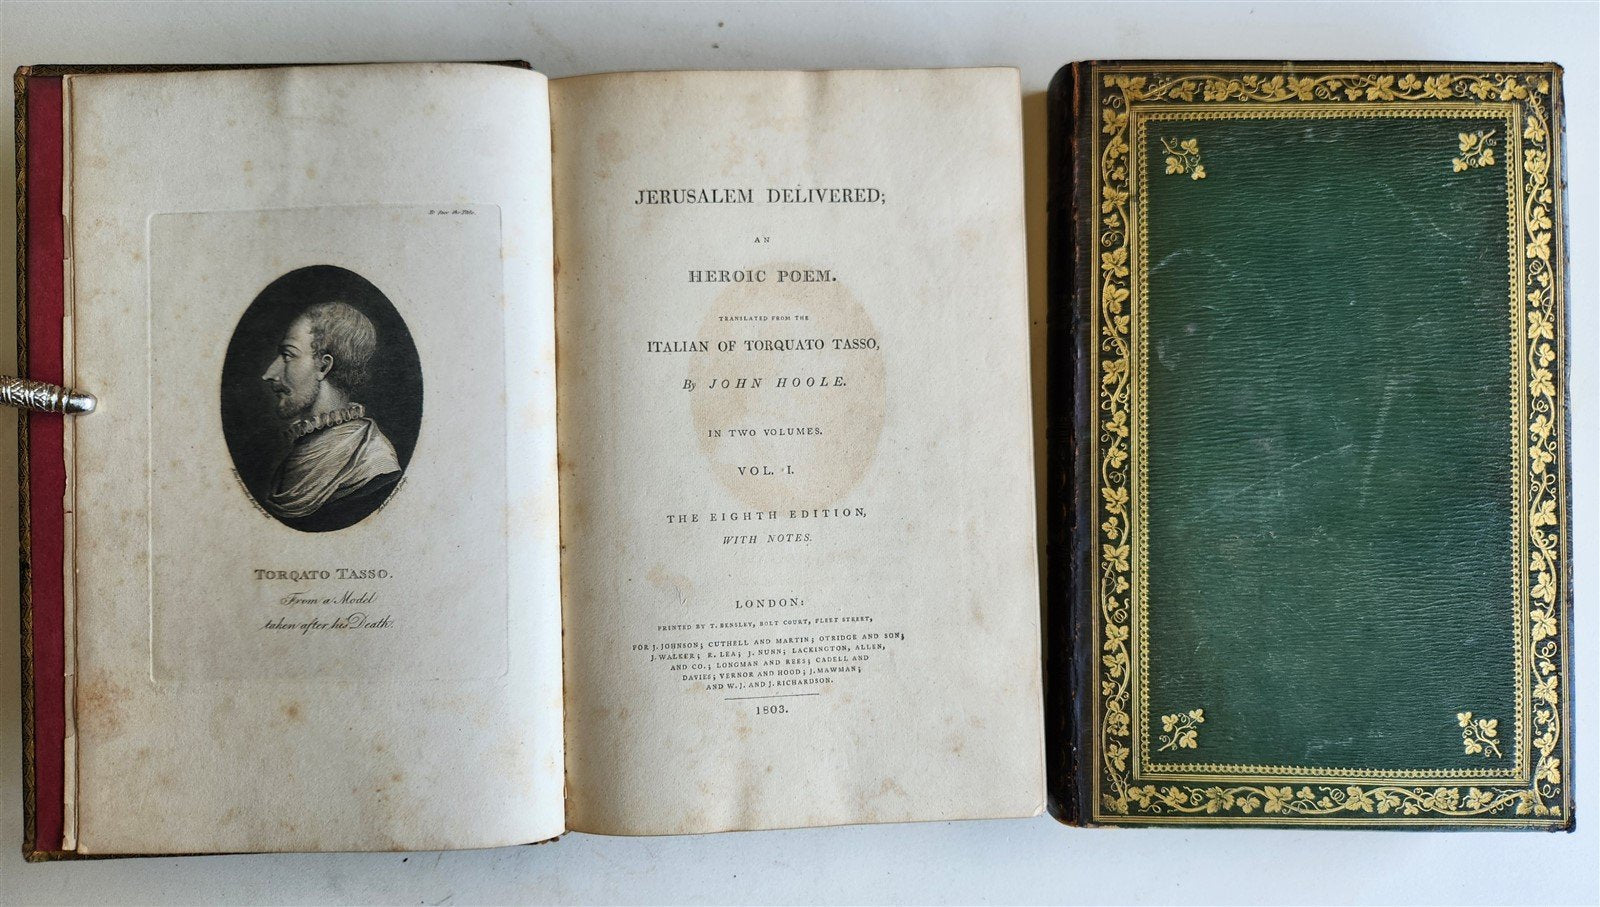 To face the Title.
TORQATO TASSO.
From a Model
taken after his Death.
JERUSALEM DELIVERED;
AN
HEROIC POEM.
TRANSLATED FROM THE
ITALIAN OF TORQUATO TASSO,
By JOHN HOOLE.
IN TWO VOLUMES.
VOL. I.
THE EIGHTH EDITION,
WITH NOTES.
LONDON:
PRINTED BY T. BENSLEY, BOLT COURT, FLEET STREET,
FOR J. JOHNSON; CUTHELL AND MARTIN; OTRIDGE AND SON;
J. WALKER; R. LEA; J. NUNN; LACKINGTON, ALLEN,
AND CO.; LONGMAN AND REES; CADELL AND
DAVIES; VERNOR AND HOOD; J. MAWMAN;
AND W. J. AND J. RICHARDSON.
1803.